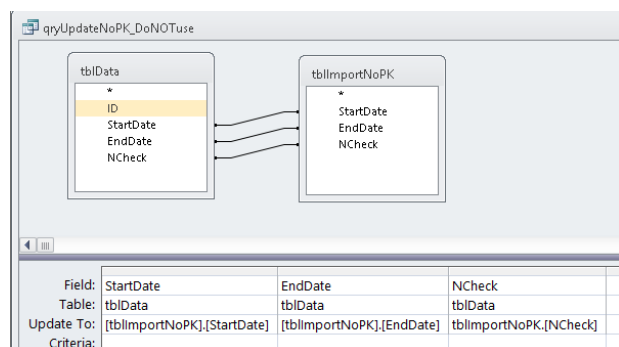 qryUpdateNoPK_DoNOTuse
tblData
*
ID
StartDate
EndDate
NCheck
tblImportNoPK
*
StartDate
EndDate
NCheck
Field: StartDate EndDate NCheck
Table: tblData tblData tblData
Update To: [tblImportNoPK].[StartDate] [tblImportNoPK].[EndDate] tblImportNoPK.[NCheck]
Criteria: